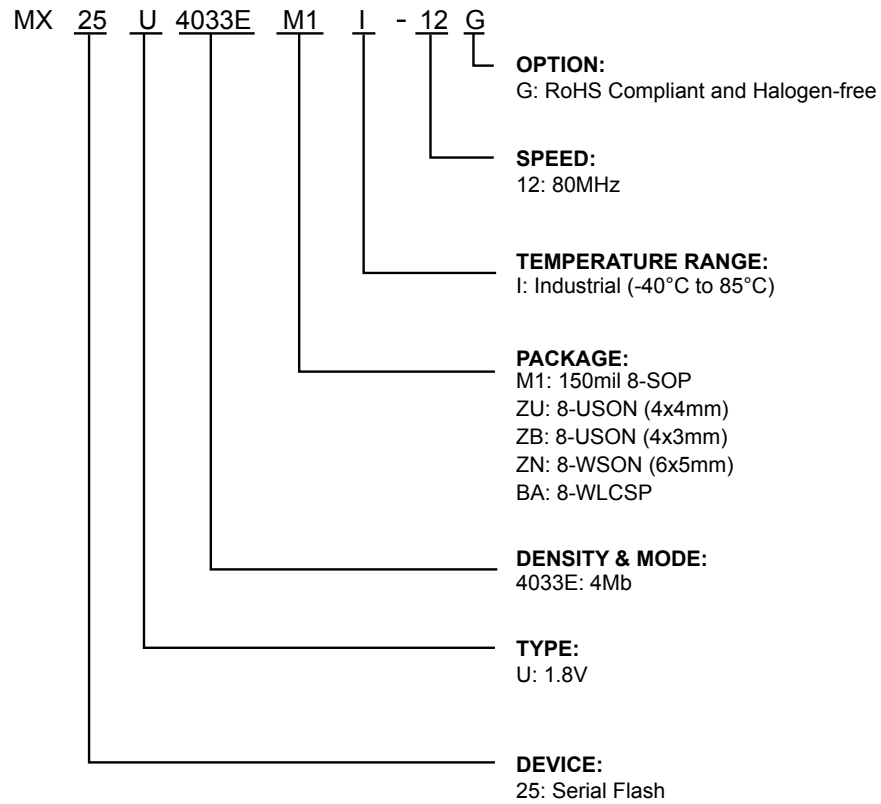 MX 25 U 4033E M1 I - 12 G
OPTION:
G: RoHS Compliant and Halogen-free
SPEED:
12: 80MHz
TEMPERATURE RANGE:
I: Industrial (-40°C to 85°C)
PACKAGE:
M1: 150mil 8-SOP
ZU: 8-USON (4x4mm)
ZB: 8-USON (4x3mm)
ZN: 8-WSON (6x5mm)
BA: 8-WLCSP
DENSITY & MODE:
4033E: 4Mb
TYPE:
U: 1.8V
DEVICE:
25: Serial Flash